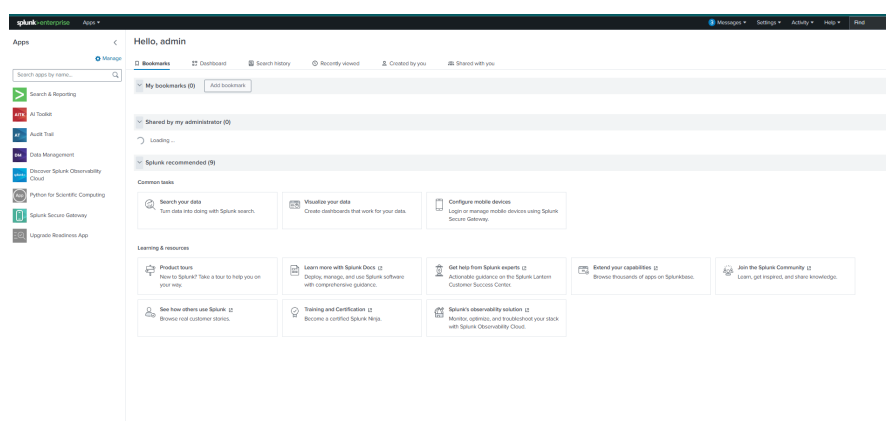 splunk>enterprise Apps ▾ 3 Messages ▾ Settings ▾ Activity ▾ Help ▾ Find
Apps
Manage
Search apps by name...
Search & Reporting
AI Toolkit
Audit Trail
Data Management
Discover Splunk Observability
Cloud
Python for Scientific Computing
Splunk Secure Gateway
Upgrade Readiness App
Hello, admin
Bookmarks Dashboard Search history Recently viewed Created by you Shared with you
My bookmarks (0) Add bookmark
Shared by my administrator (0)
Loading ...
Splunk recommended (9)
Common tasks
Search your data
Turn data into doing with Splunk search.
Visualize your data
Create dashboards that work for your data.
Configure mobile devices
Login or manage mobile devices using Splunk
Secure Gateway.
Learning & resources
Product tours
New to Splunk? Take a tour to help you on
your way.
Learn more with Splunk Docs
Deploy, manage, and use Splunk software
with comprehensive guidance.
Get help from Splunk experts
Actionable guidance on the Splunk Lantern
Customer Success Center.
Extend your capabilities
Browse thousands of apps on Splunkbase.
Join the Splunk Community
Learn, get inspired, and share knowledge.
See how others use Splunk
Browse real customer stories.
Training and Certification
Become a certified Splunk Ninja.
Splunk's observability solution
Monitor, optimize, and troubleshoot your stack
with Splunk Observability Cloud.